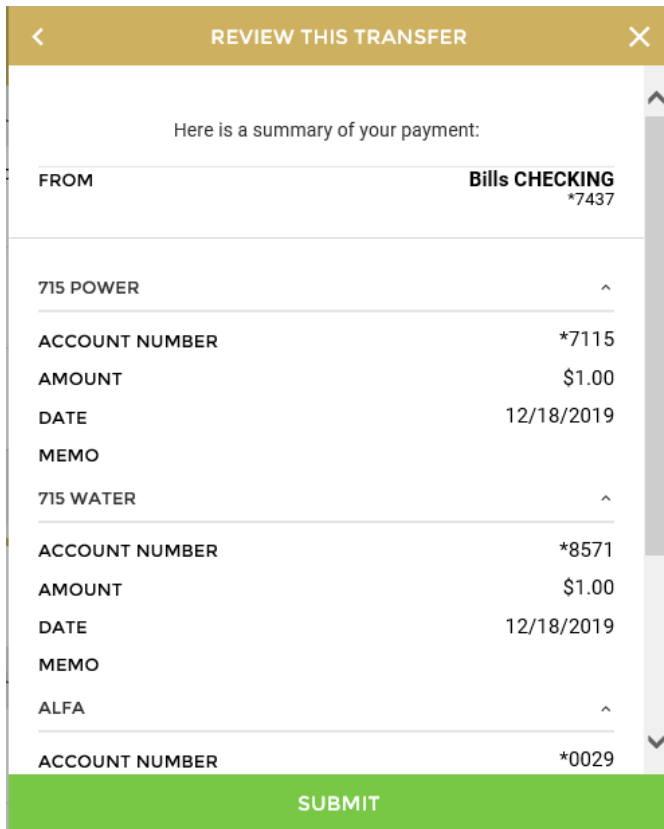 REVIEW THIS TRANSFER
Here is a summary of your payment:
FROM Bills CHECKING
*7437
715 POWER
ACCOUNT NUMBER *7115
AMOUNT $1.00
DATE 12/18/2019
MEMO
715 WATER
ACCOUNT NUMBER *8571
AMOUNT $1.00
DATE 12/18/2019
MEMO
ALFA
ACCOUNT NUMBER *0029
SUBMIT